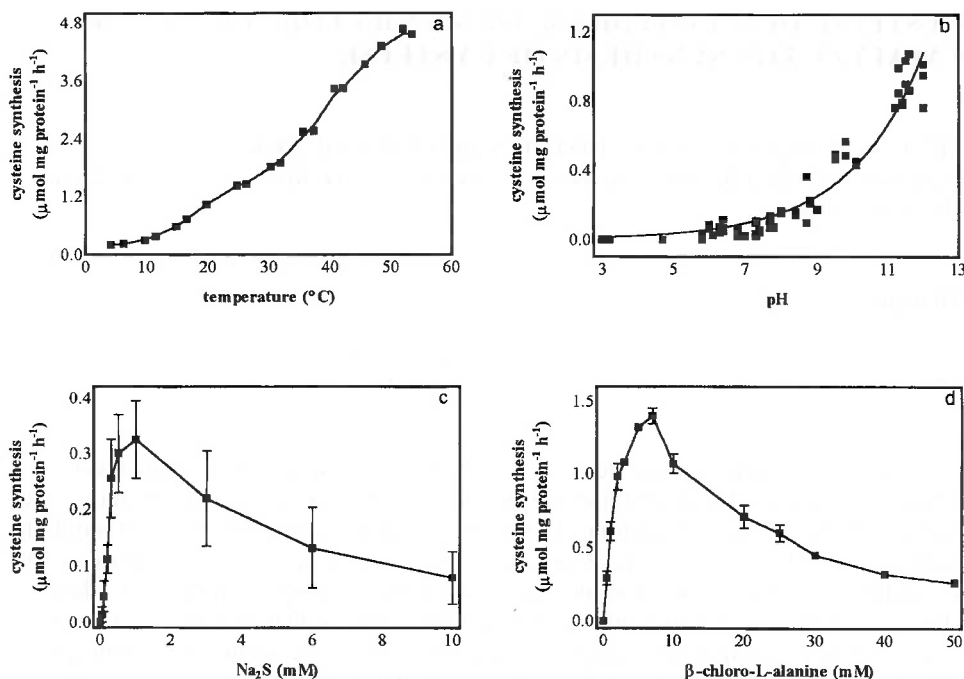 a
cysteine synthesis
(μmol mg protein⁻¹ h⁻¹)
4.8
3.6
2.4
1.2
0.0
0 10 20 30 40 50 60
temperature (°C)
b
cysteine synthesis
(μmol mg protein⁻¹ h⁻¹)
1.2
0.8
0.4
0.0
3 5 7 9 11 13
pH
c
cysteine synthesis
(μmol mg protein⁻¹ h⁻¹)
0.4
0.3
0.2
0.1
0.0
0 2 4 6 8 10
Na₂S (mM)
d
cysteine synthesis
(μmol mg protein⁻¹ h⁻¹)
1.5
1.0
0.5
0.0
0 10 20 30 40 50
β-chloro-L-alanine (mM)